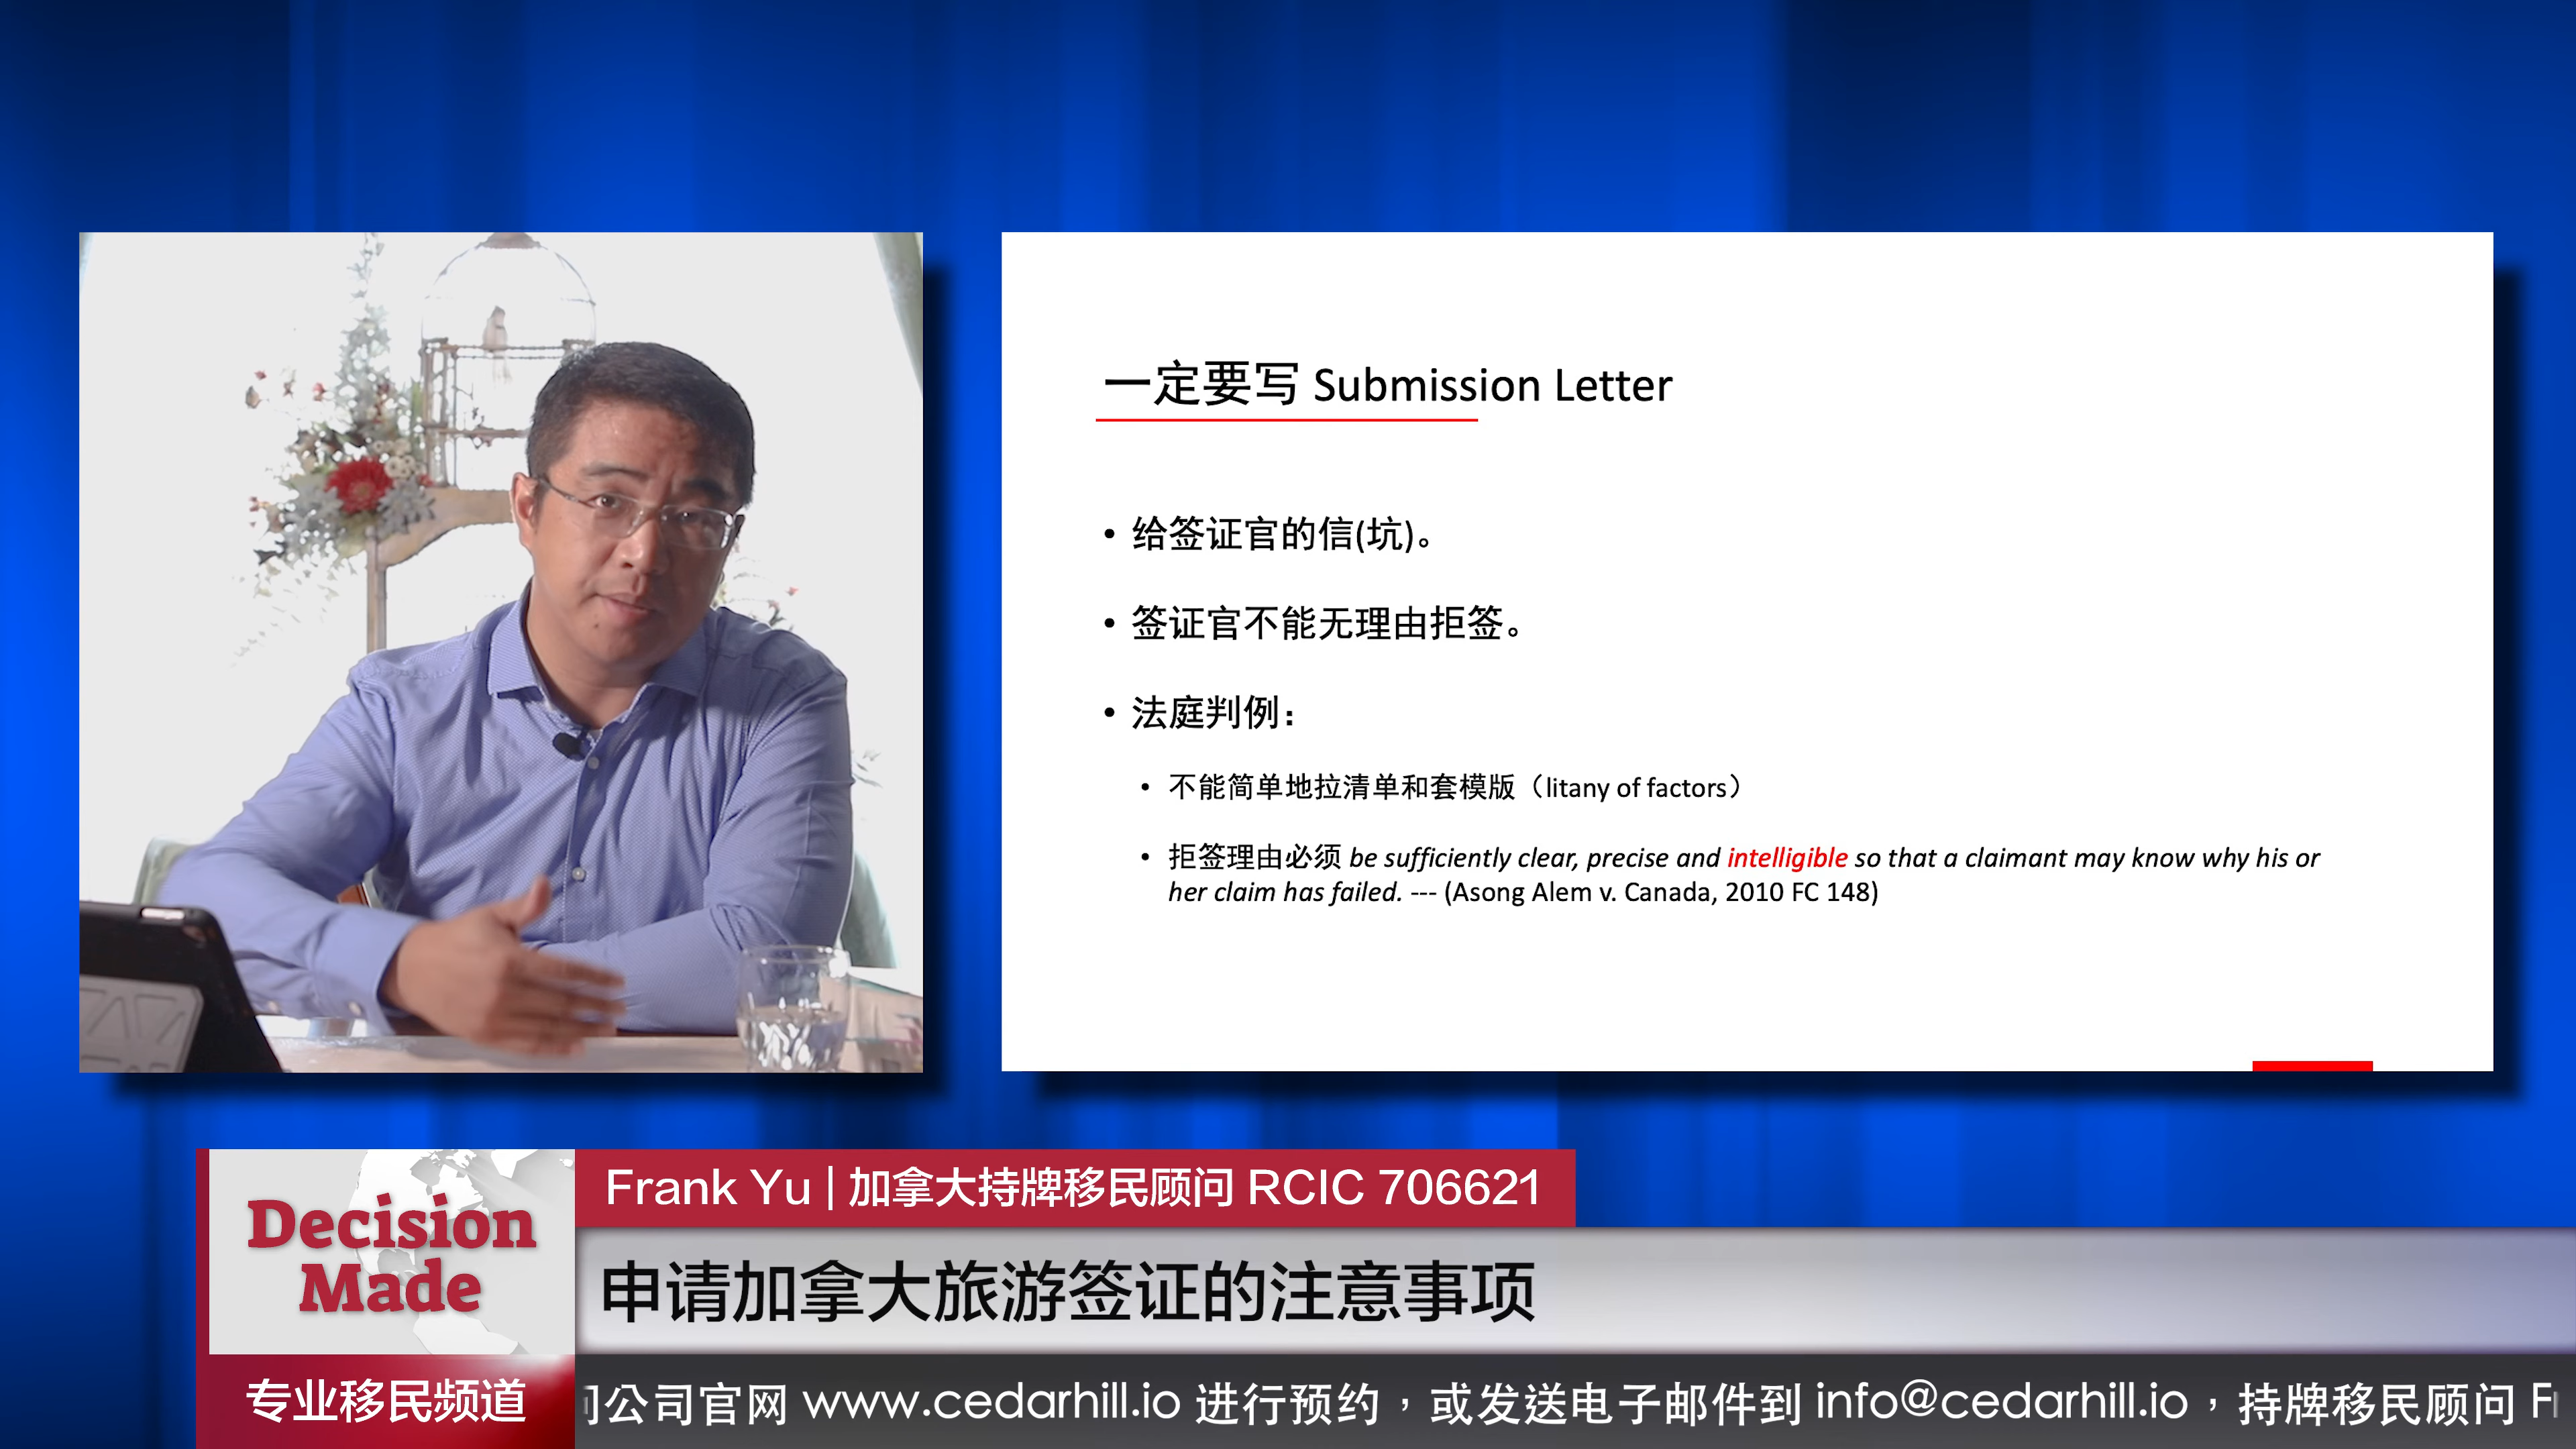 一定要写 Submission Letter
• 给签证官的信(坑)。
• 签证官不能无理由拒签。
• 法庭判例：
• 不能简单地拉清单和套模版（litany of factors）
• 拒签理由必须 be sufficiently clear, precise and intelligible so that a claimant may know why his or
her claim has failed. --- (Asong Alem v. Canada, 2010 FC 148)
Frank Yu | 加拿大持牌移民顾问 RCIC 706621
Decision
Made
申请加拿大旅游签证的注意事项
专业移民频道
公司官网 www.cedarhill.io 进行预约，或发送电子邮件到 info@cedarhill.io，持牌移民顾问 F